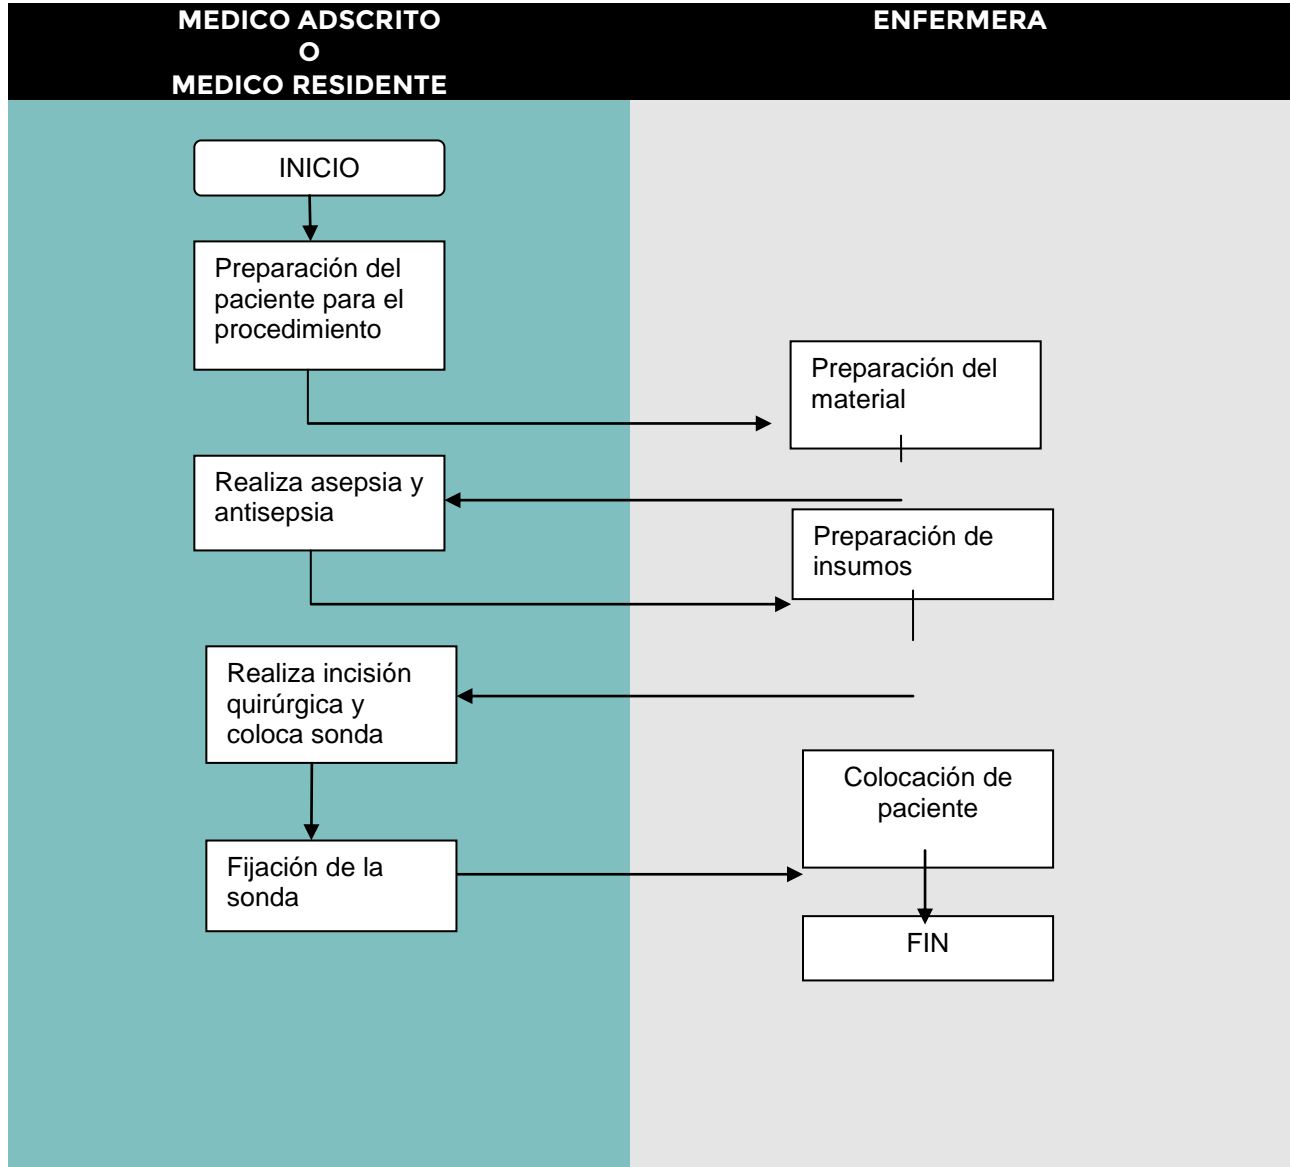 MEDICO ADSCRITO
O
MEDICO RESIDENTE
ENFERMERA
INICIO
Preparación del
paciente para el
procedimiento
Preparación del
material
Realiza asepsia y
antisepsia
Preparación de
insumos
Realiza incisión
quirúrgica y
coloca sonda
Colocación de
paciente
Fijación de la
sonda
FIN